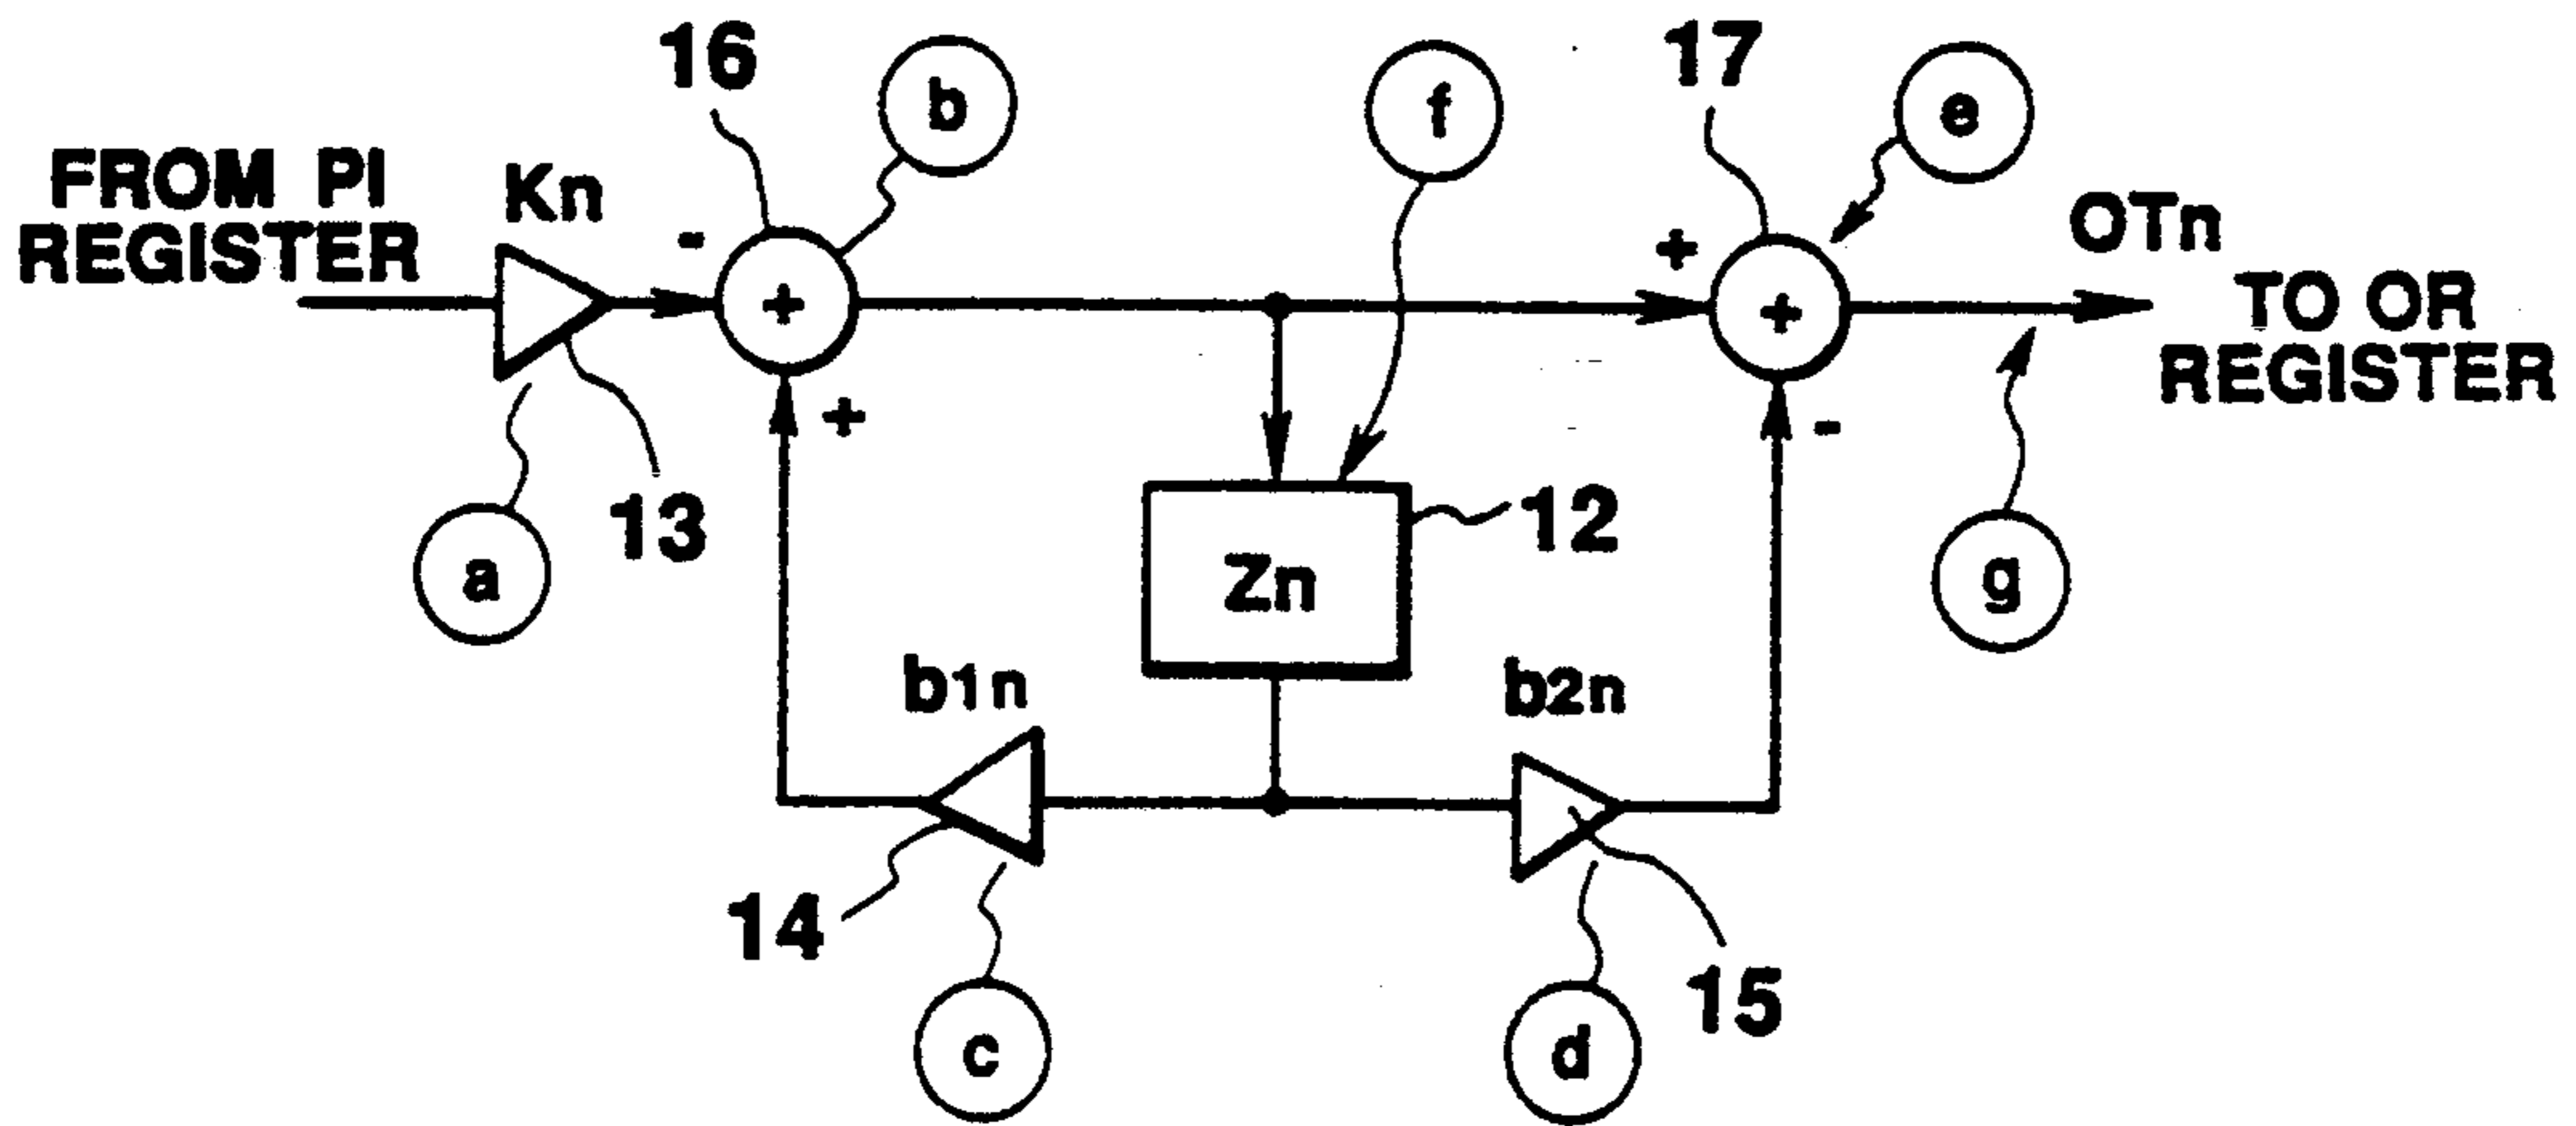 16
b
f
17
e
FROM PI
REGISTER
Kn
-
+
+
+
+
-
OTn
TO OR
REGISTER
a
13
Zn
12
g
b1n
b2n
14
15
c
d